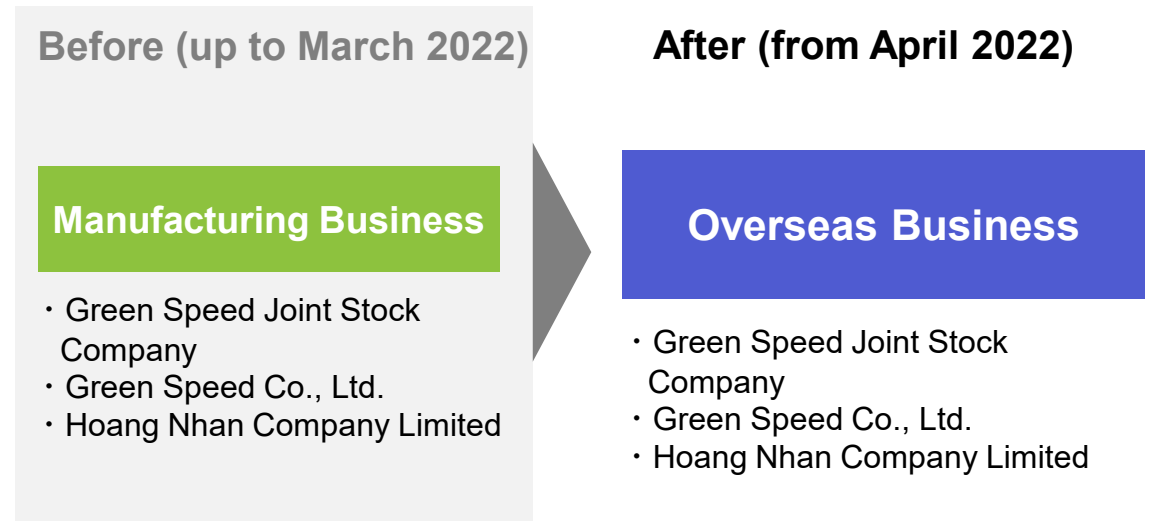 Before (up to March 2022)
Manufacturing Business
・Green Speed Joint Stock
Company
・Green Speed Co., Ltd.
・Hoang Nhan Company Limited
After (from April 2022)
Overseas Business
・Green Speed Joint Stock
Company
・Green Speed Co., Ltd.
・Hoang Nhan Company Limited